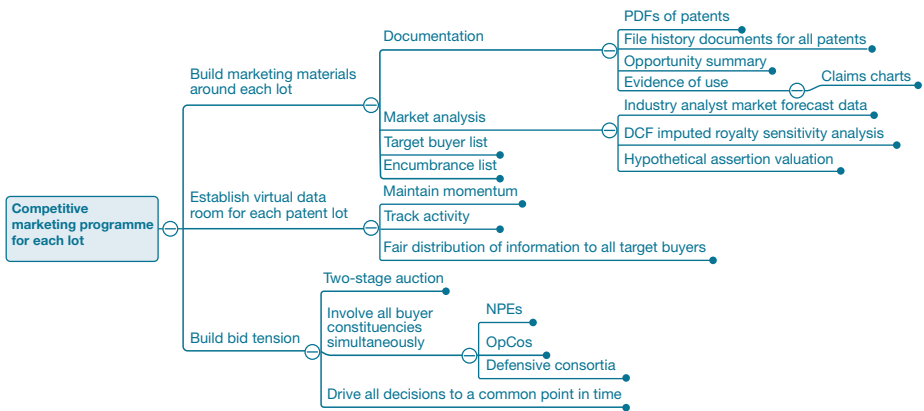 Competitive
marketing programme
for each lot
Build marketing materials
around each lot
Documentation
PDFs of patents
File history documents for all patents
Opportunity summary
Evidence of use
Claims charts
Market analysis
Industry analyst market forecast data
DCF imputed royalty sensitivity analysis
Hypothetical assertion valuation
Target buyer list
Encumbrance list
Establish virtual data
room for each patent lot
Maintain momentum
Track activity
Fair distribution of information to all target buyers
Build bid tension
Two-stage auction
Involve all buyer
constituencies
simultaneously
NPEs
OpCos
Defensive consortia
Drive all decisions to a common point in time